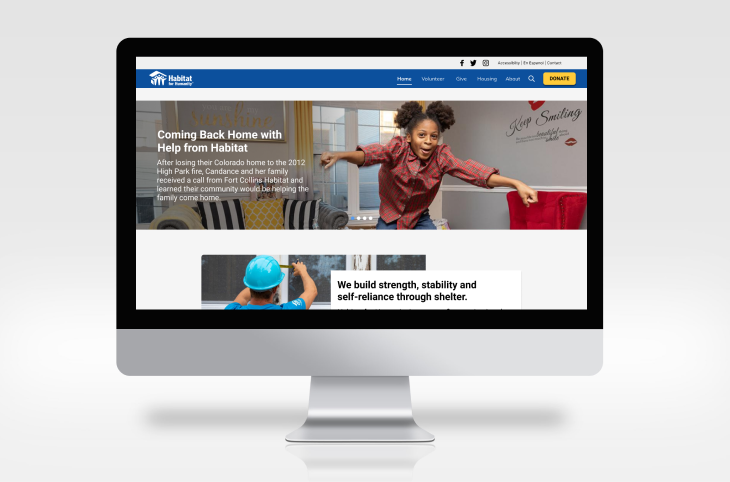 Accessibility | En Espanol | Contact
Habitat
for Humanity
Home Volunteer Give Housing About DONATE
Coming Back Home with
Help from Habitat
After losing their Colorado home to the 2012
High Park fire, Candance and her family
received a call from Fort Collins Habitat and
learned their community would be helping the
family come home.
Keep Smiling
beautiful
smile
We build strength, stability and
self-reliance through shelter.